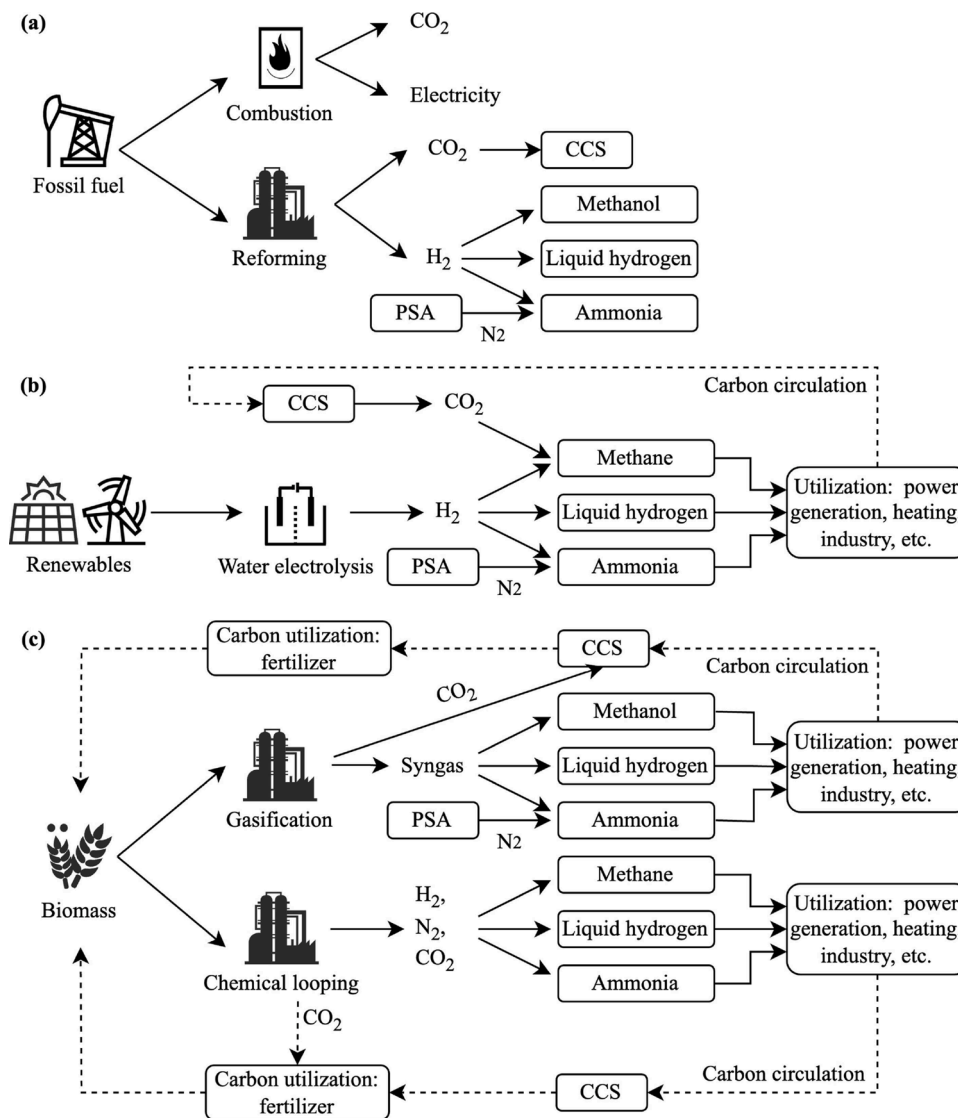 (a)
CO2
Combustion
Electricity
Fossil fuel
CO2
CCS
Methanol
Reforming
H2
Liquid hydrogen
PSA
N2
Ammonia
(b)
Carbon circulation
CCS
CO2
Methane
Utilization: power
generation, heating,
industry, etc.
Renewables
Water electrolysis
H2
Liquid hydrogen
PSA
N2
Ammonia
(c)
Carbon utilization:
fertilizer
CCS
Carbon circulation
CO2
Methanol
Gasification
Syngas
Liquid hydrogen
Utilization: power
generation, heating,
industry, etc.
PSA
N2
Ammonia
Biomass
Methane
Chemical looping
H2,
N2,
CO2
Liquid hydrogen
Utilization: power
generation, heating,
industry, etc.
Ammonia
CO2
Carbon utilization:
fertilizer
CCS
Carbon circulation